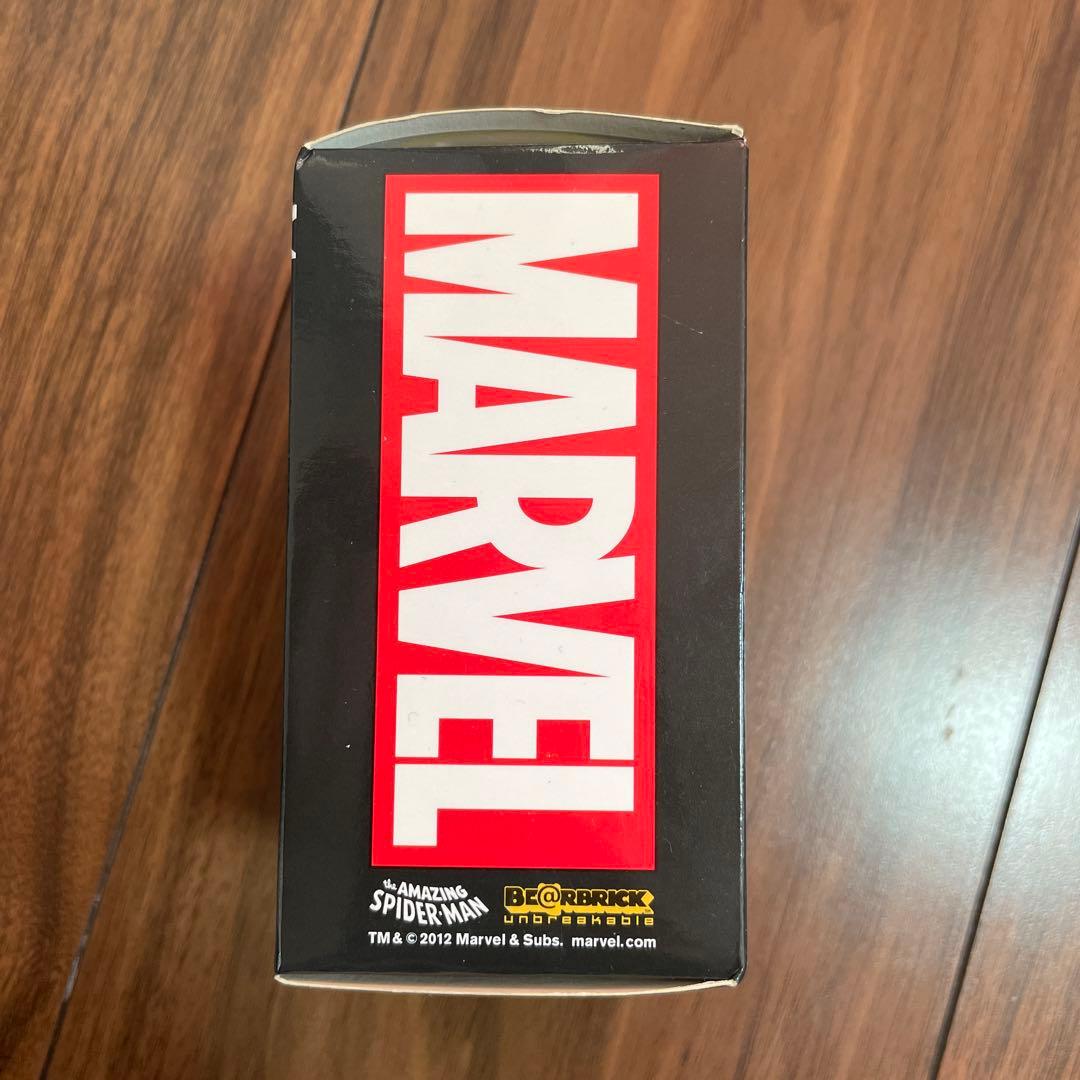 MARVEL
the AMAZING
SPIDER-MAN
BE@RBRICK
unbreakable
TM & © 2012 Marvel & Subs. marvel.com